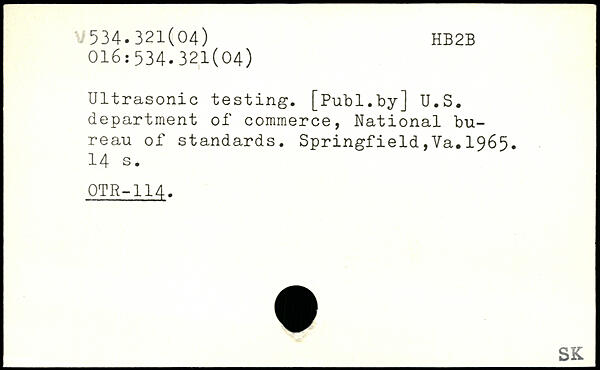 V534.321(04) HB2B
016:534.321(04)
Ultrasonic testing. [Publ.by] U.S.
department of commerce, National bu-
reau of standards. Springfield,Va.1965.
14 s.
OTR-114.
SK